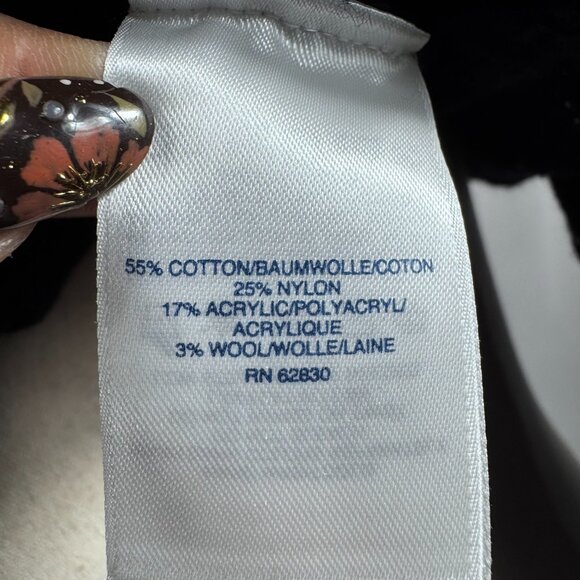 55% COTTON/BAUMWOLLE/COTON
25% NYLON
17% ACRYLIC/POLYACRYL/
ACRYLIQUE
3% WOOL/WOLLE/LAINE
RN 62830